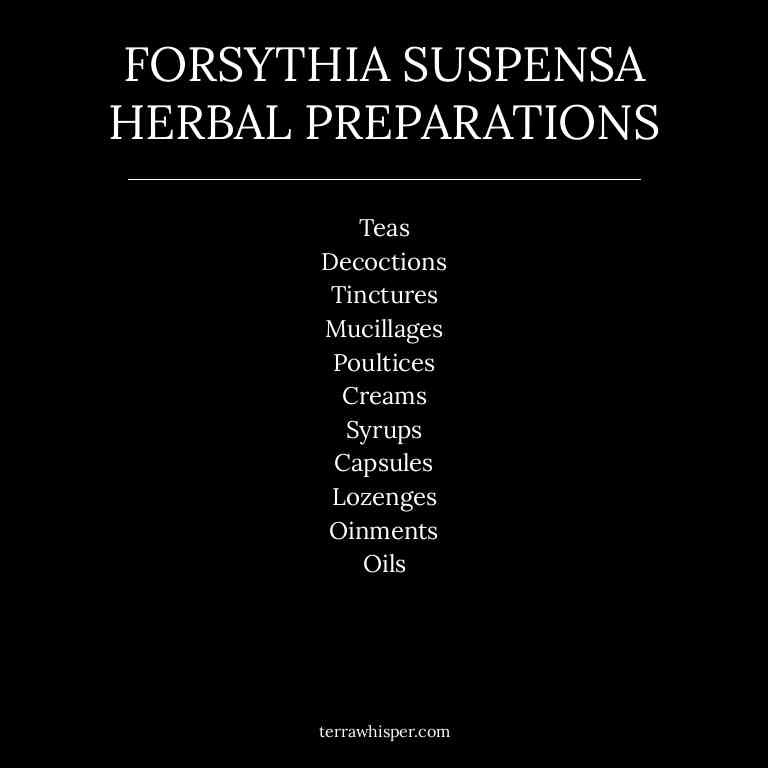 FORSYTHIA SUSPENSA
HERBAL PREPARATIONS
Teas
Decoctions
Tinctures
Mucillages
Poultices
Creams
Syrups
Capsules
Lozenges
Oinments
Oils
terrawhisper.com